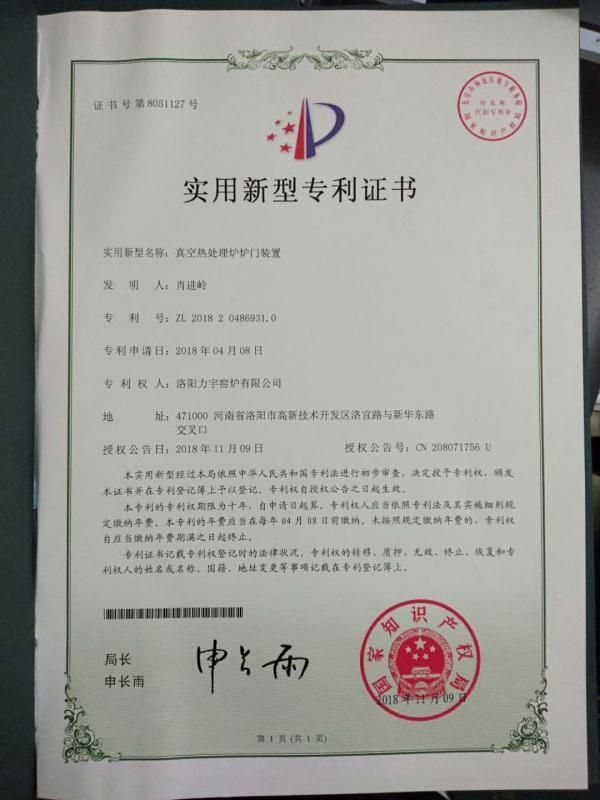 证书号第8051127号
国家知识产权局
代扣专用章
实用新型专利证书
实用新型名称：真空热处理炉炉门装置
发明人：肖进岭
专利号：ZL 2018 2 0486931.0
专利申请日：2018年04月08日
专利权人：洛阳力宇窑炉有限公司
地址：471000 河南省洛阳市高新技术开发区洛宜路与新华东路
交叉口
授权公告日：2018年11月09日 授权公告号：CN 208071756 U
本实用新型经过本局依照中华人民共和国专利法进行初步审查，决定授予专利权，颁发
本证书并在专利登记簿上予以登记。专利权自授权公告之日起生效。
本专利的专利权期限为十年，自申请日起算。专利权人应当依照专利法及其实施细则规
定缴纳年费。本专利的年费应当在每年04月08日前缴纳。未按照规定缴纳年费的，专利权
自应当缴纳年费期满之日起终止。
专利证书记载专利权登记时的法律状况。专利权的转移、质押、无效、终止、恢复和专
利权人的姓名或名称、国籍、地址变更等事项记载在专利登记簿上。
局长
申长雨
申长雨
国家知识产权局
2018年11月09日
第1页(共1页)